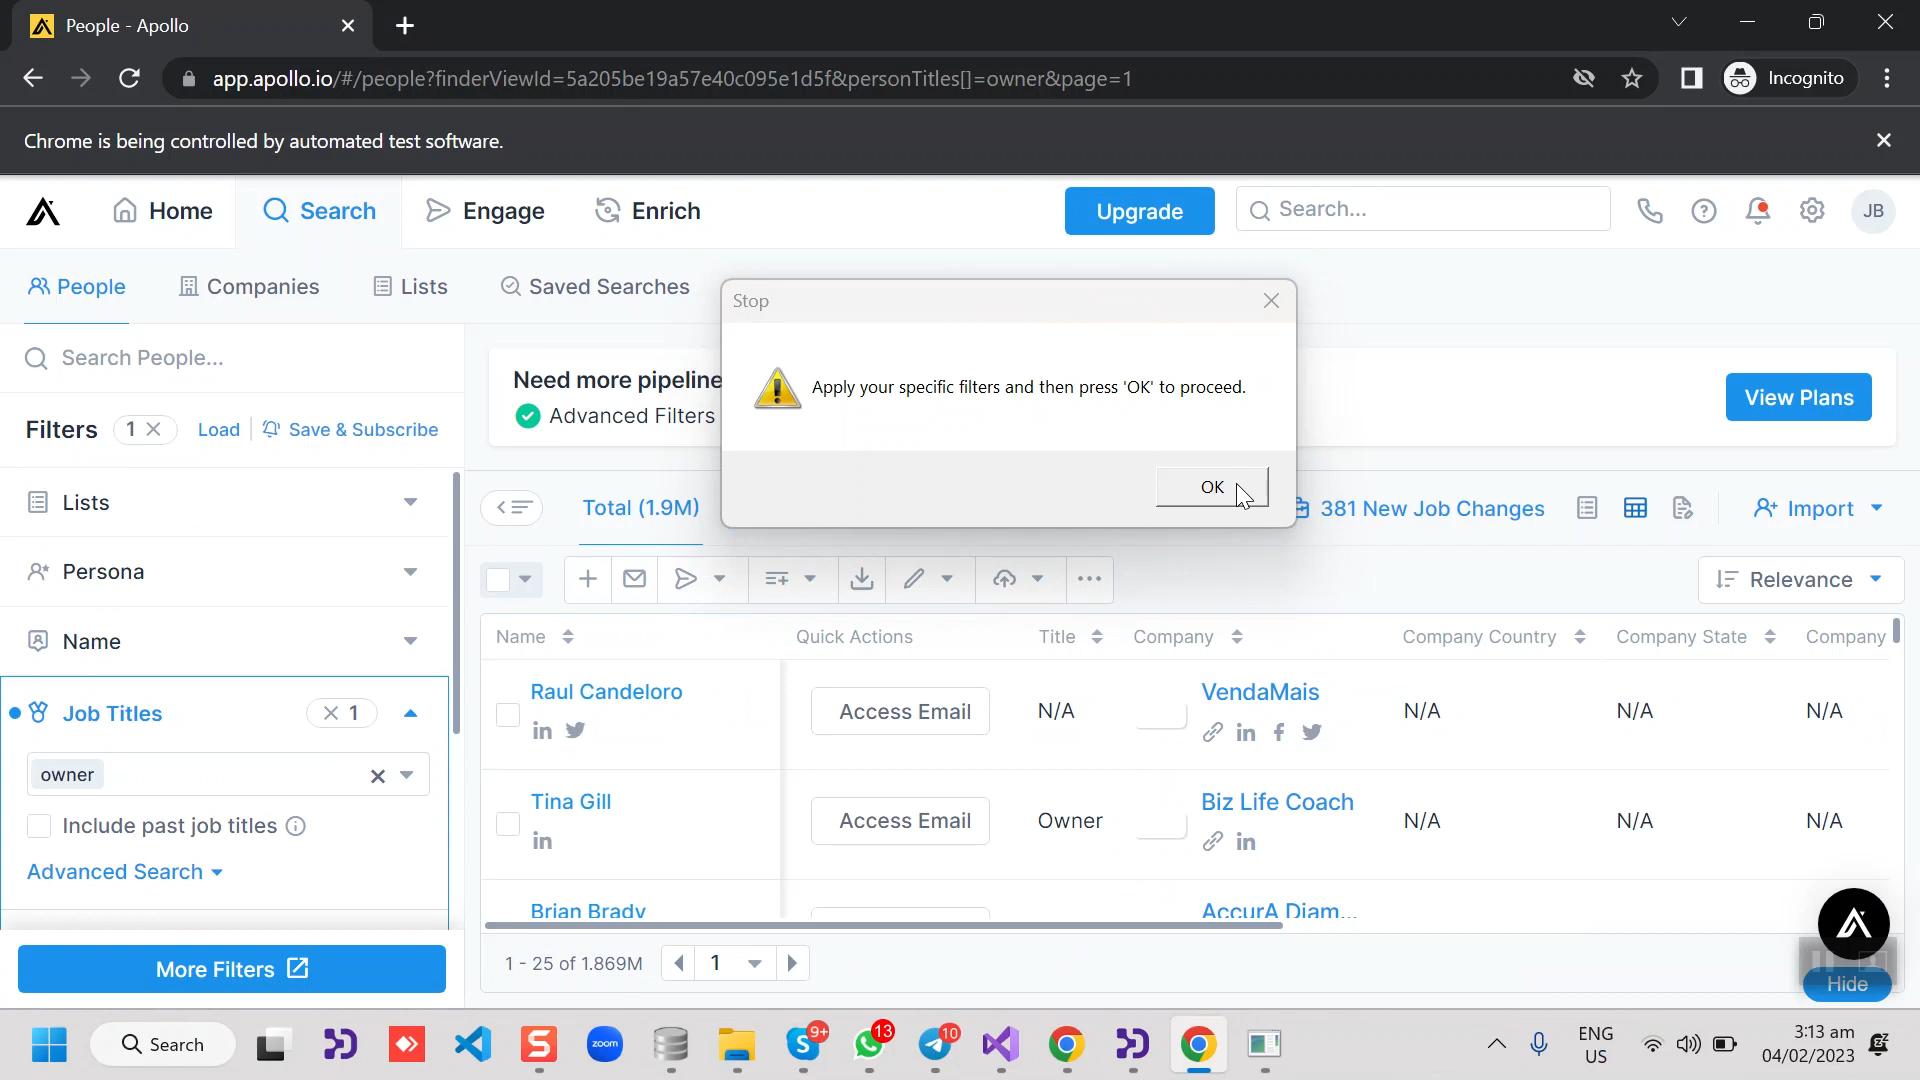 People - Apollo
app.apollo.io/#/people?finderViewId=5a205be19a57e40c095e1d5f&personTitles[]=owner&page=1
Incognito
Chrome is being controlled by automated test software.
Home
Search
Engage
Enrich
Upgrade
Search...
JB
People
Companies
Lists
Saved Searches
Stop
Apply your specific filters and then press 'OK' to proceed.
OK
Search People...
Need more pipeline
Advanced Filters
View Plans
Filters
1
Load
Save & Subscribe
Lists
Persona
Name
Job Titles
1
owner
Include past job titles
Advanced Search
More Filters
Total (1.9M)
381 New Job Changes
Import
Relevance
Name
Quick Actions
Title
Company
Company Country
Company State
Company
Raul Candeloro
Access Email
N/A
VendaMais
N/A
N/A
N/A
Tina Gill
Access Email
Owner
Biz Life Coach
N/A
N/A
N/A
Brian Brady
AccurA Diam...
1 - 25 of 1.869M
1
Hide
Search
zoom
9+
13
10
ENG
US
3:13 am
04/02/2023